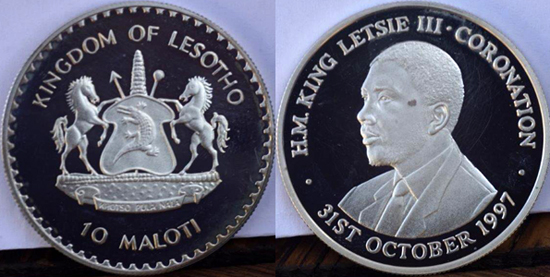 KINGDOM OF LESOTHO
10 MALOTI
H.M. KING LETSIE III · CORONATION
· 31ST OCTOBER 1997 ·